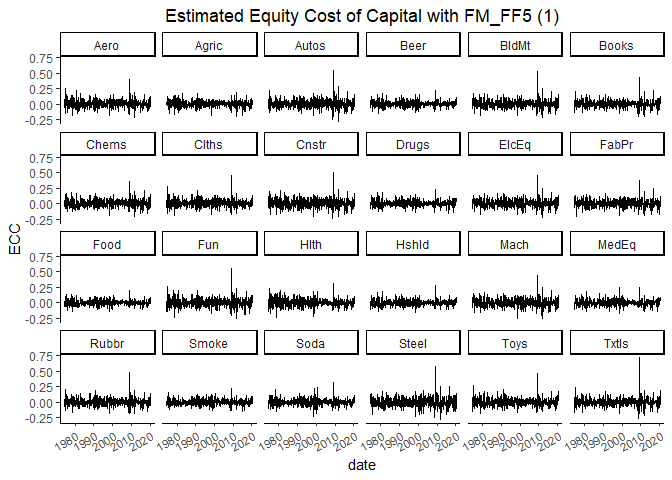 Estimated Equity Cost of Capital with FM_FF5 (1)
Aero Agric Autos Beer BldMt Books
0.75
0.50
0.25
0.00
-0.25
Chems Clths Cnstr Drugs ElcEq FabPr
0.75
0.50
0.25
0.00
-0.25
ECC
Food Fun Hlth Hshld Mach MedEq
0.75
0.50
0.25
0.00
-0.25
Rubbr Smoke Soda Steel Toys Txtls
0.75
0.50
0.25
0.00
-0.25
1980 1990 2000 2010 2020 1980 1990 2000 2010 2020 1980 1990 2000 2010 2020 1980 1990 2000 2010 2020 1980 1990 2000 2010 2020 1980 1990 2000 2010 2020
date